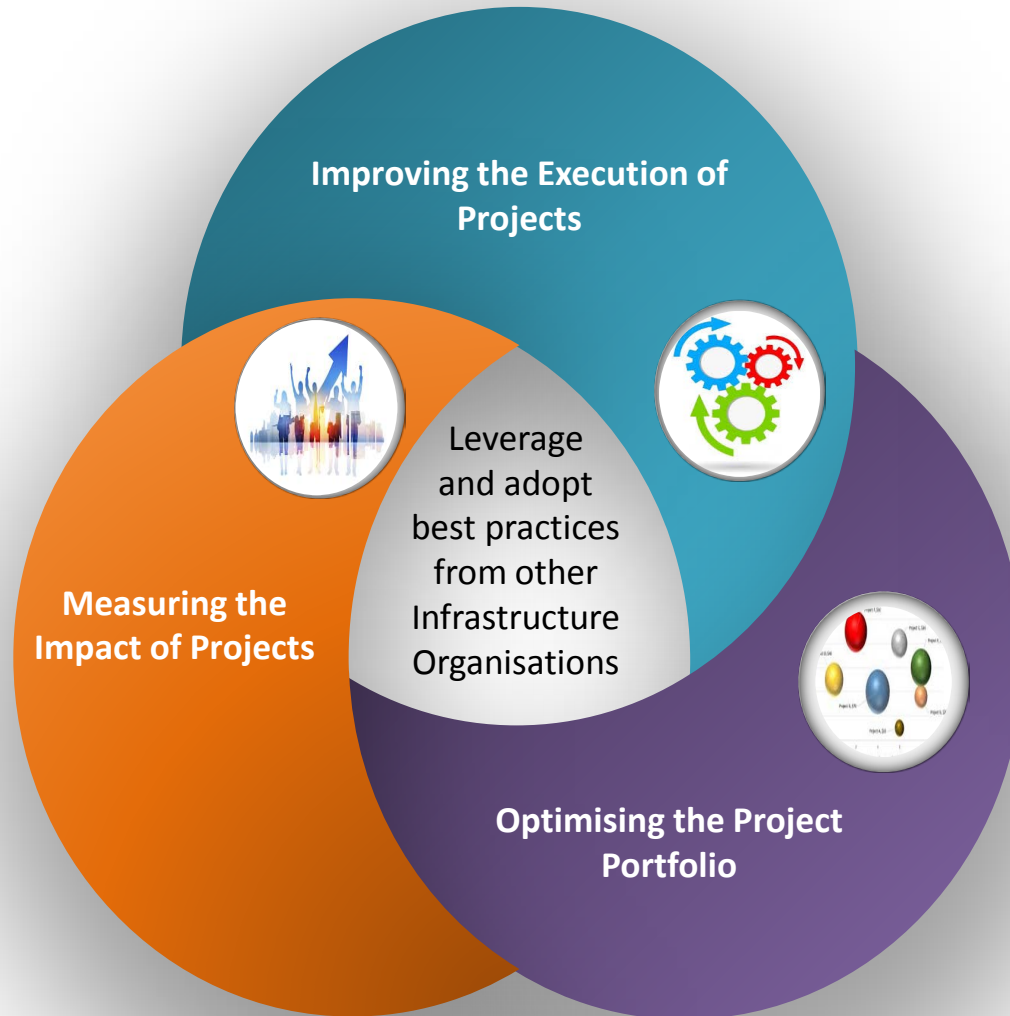 Improving the Execution of
Projects
Leverage
and adopt
best practices
from other
Infrastructure
Organisations
Measuring the
Impact of Projects
Optimising the Project
Portfolio